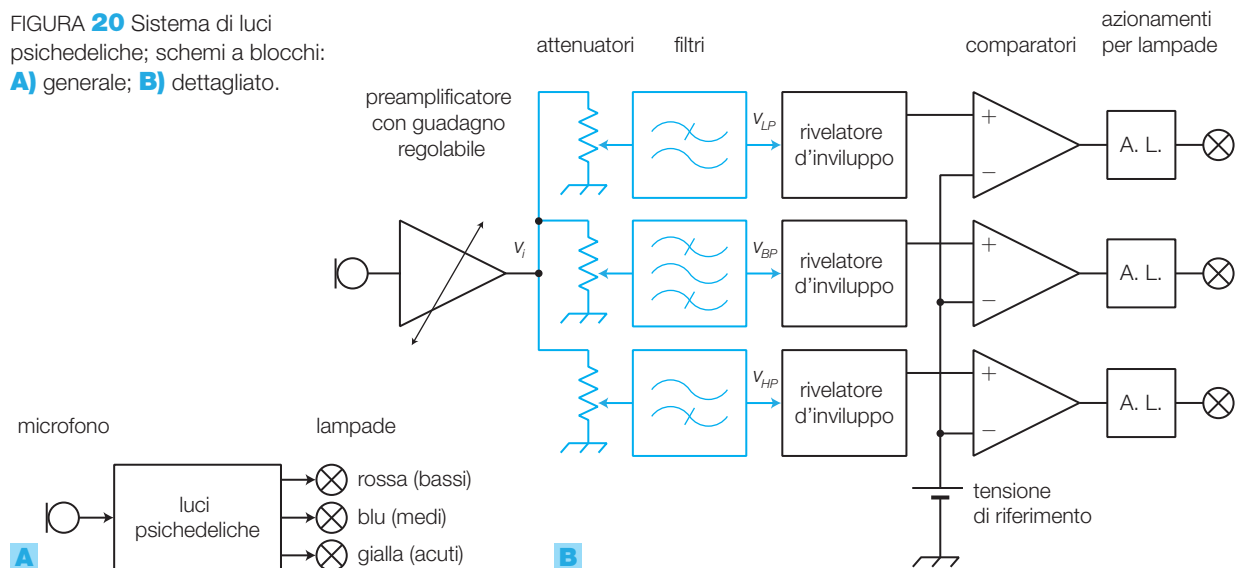 FIGURA 20 Sistema di luci
psichedeliche; schemi a blocchi:
A) generale; B) dettagliato.
preamplificatore
con guadagno
regolabile
attenuatori
filtri
comparatori
azionamenti
per lampade
v_i
v_LP
rivelatore
d'inviluppo
+
−
A. L.
v_BP
rivelatore
d'inviluppo
+
−
A. L.
v_HP
rivelatore
d'inviluppo
+
−
A. L.
tensione
di riferimento
B
microfono
lampade
luci
psichedeliche
rossa (bassi)
blu (medi)
gialla (acuti)
A